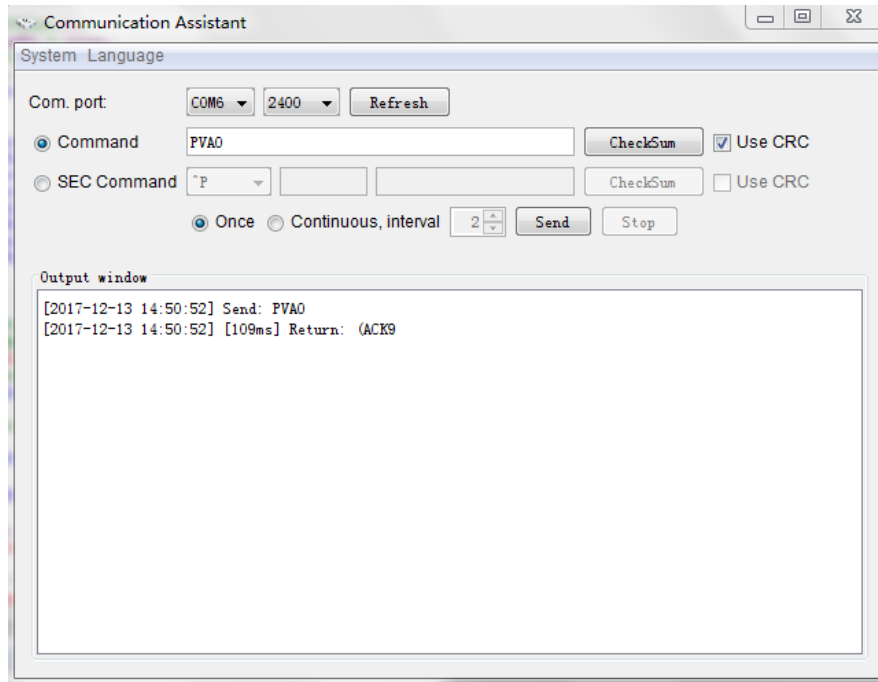 Communication Assistant
System Language
Com. port: COM6 2400 Refresh
Command PVA0 CheckSum Use CRC
SEC Command ^P CheckSum Use CRC
Once Continuous, interval 2 Send Stop
Output window
[2017-12-13 14:50:52] Send: PVA0
[2017-12-13 14:50:52] [109ms] Return: (ACK9